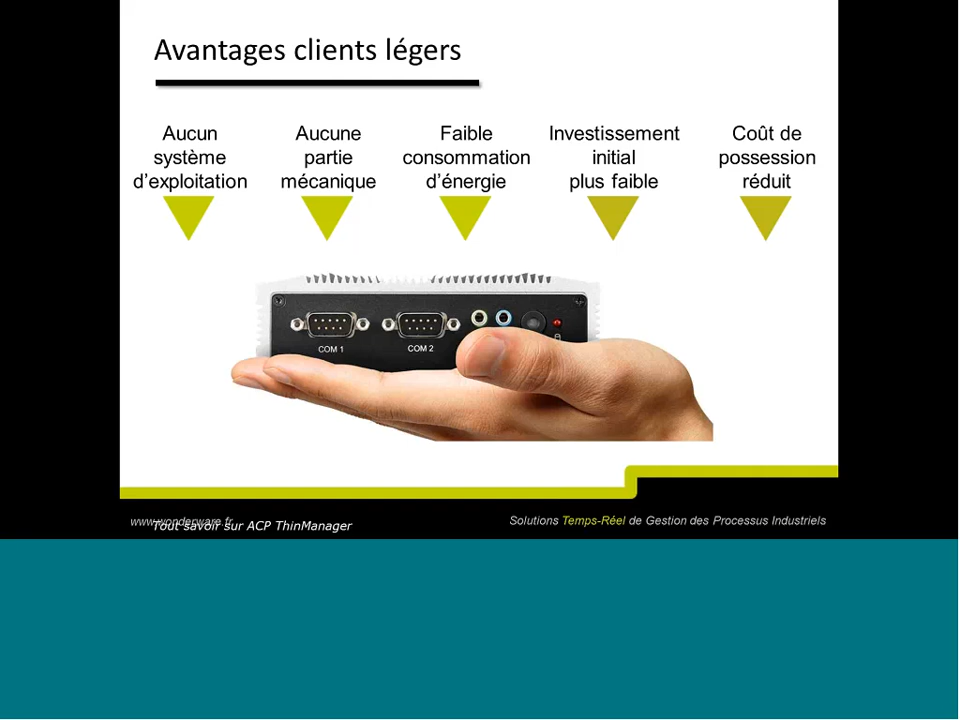 Avantages clients légers
Aucun
système
d’exploitation
Aucune
partie
mécanique
Faible
consommation
d’énergie
Investissement
initial
plus faible
Coût de
possession
réduit
COM 1
COM 2
www.wonderware.fr
Tout savoir sur ACP ThinManager
Solutions Temps-Réel de Gestion des Processus Industriels